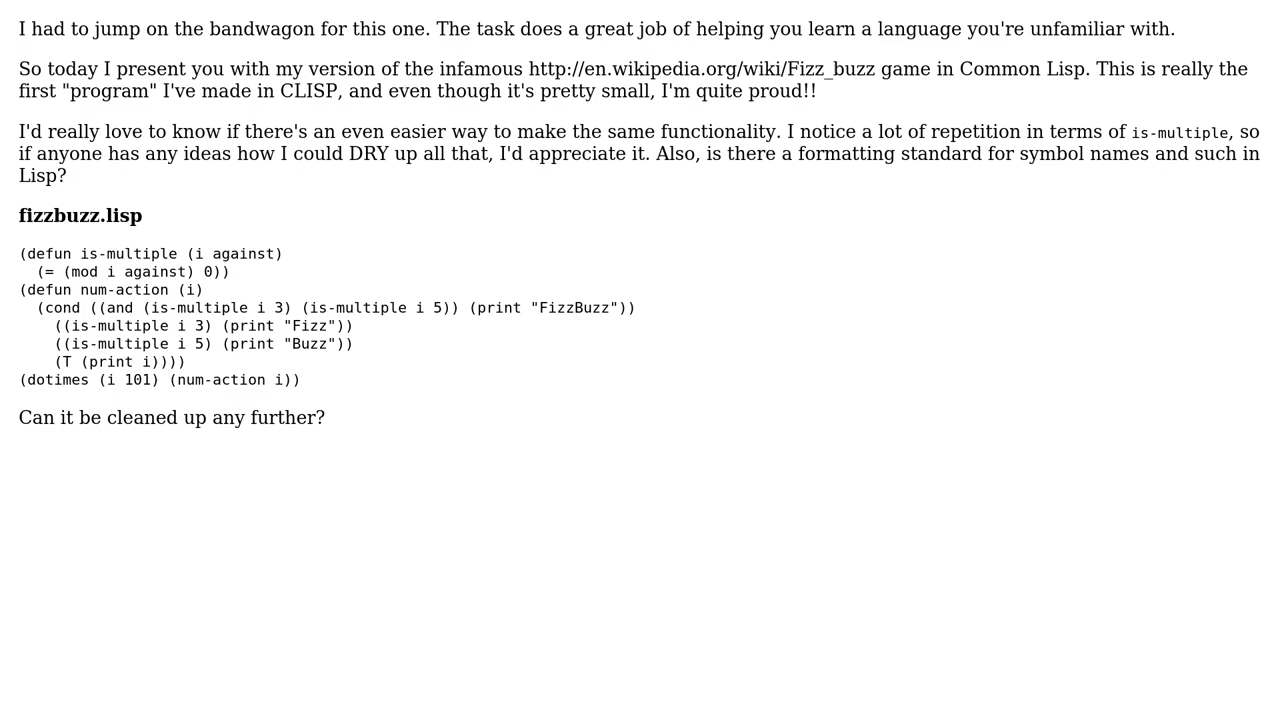 I had to jump on the bandwagon for this one. The task does a great job of helping you learn a language you're unfamiliar with.
So today I present you with my version of the infamous http://en.wikipedia.org/wiki/Fizz_buzz game in Common Lisp. This is really the
first "program" I've made in CLISP, and even though it's pretty small, I'm quite proud!!
I'd really love to know if there's an even easier way to make the same functionality. I notice a lot of repetition in terms of is-multiple, so
if anyone has any ideas how I could DRY up all that, I'd appreciate it. Also, is there a formatting standard for symbol names and such in
Lisp?
fizzbuzz.lisp
(defun is-multiple (i against)
  (= (mod i against) 0))
(defun num-action (i)
  (cond ((and (is-multiple i 3) (is-multiple i 5)) (print "FizzBuzz"))
    ((is-multiple i 3) (print "Fizz"))
    ((is-multiple i 5) (print "Buzz"))
    (T (print i))))
(dotimes (i 101) (num-action i))
Can it be cleaned up any further?